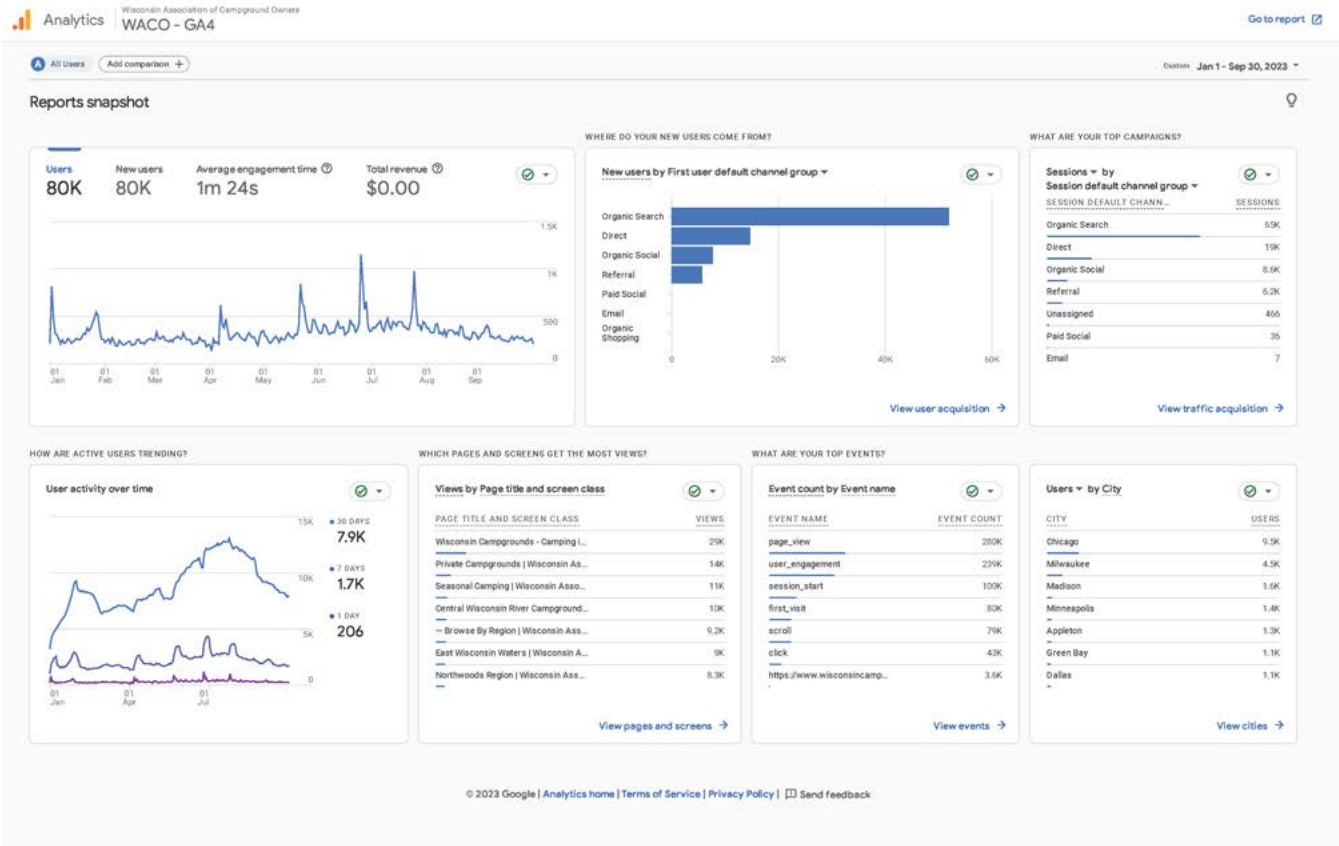 Analytics
Wisconsin Association of Campground Owners
WACO - GA4
Go to report
A All Users
Add comparison +
Custom Jan 1 - Sep 30, 2023
Reports snapshot
Users
80K
New users
80K
Average engagement time
1m 24s
Total revenue
$0.00
1.5K
1K
500
0
01 Jan
01 Feb
01 Mar
01 Apr
01 May
01 Jun
01 Jul
01 Aug
01 Sep
WHERE DO YOUR NEW USERS COME FROM?
New users by First user default channel group
Organic Search
Direct
Organic Social
Referral
Paid Social
Email
Organic
Shopping
0 20K 40K 60K
View user acquisition →
WHAT ARE YOUR TOP CAMPAIGNS?
Sessions by
Session default channel group
SESSION DEFAULT CHANN... SESSIONS
Organic Search 65K
Direct 19K
Organic Social 8.6K
Referral 6.2K
Unassigned 466
Paid Social 36
Email 7
View traffic acquisition →
HOW ARE ACTIVE USERS TRENDING?
User activity over time
15K
10K
5K
0
01 Jan
01 Apr
01 Jul
30 DAYS
7.9K
7 DAYS
1.7K
1 DAY
206
WHICH PAGES AND SCREENS GET THE MOST VIEWS?
Views by Page title and screen class
PAGE TITLE AND SCREEN CLASS VIEWS
Wisconsin Campgrounds - Camping i... 29K
Private Campgrounds | Wisconsin As... 14K
Seasonal Camping | Wisconsin Asso... 11K
Central Wisconsin River Campground... 10K
— Browse By Region | Wisconsin Ass... 9.2K
East Wisconsin Waters | Wisconsin A... 9K
Northwoods Region | Wisconsin Ass... 8.3K
View pages and screens →
WHAT ARE YOUR TOP EVENTS?
Event count by Event name
EVENT NAME EVENT COUNT
page_view 280K
user_engagement 239K
session_start 100K
first_visit 80K
scroll 79K
click 43K
https://www.wisconsincamp... 3.6K
View events →
Users by City
CITY USERS
Chicago 9.5K
Milwaukee 4.5K
Madison 1.6K
Minneapolis 1.4K
Appleton 1.3K
Green Bay 1.1K
Dallas 1.1K
View cities →
© 2023 Google | Analytics home | Terms of Service | Privacy Policy | Send feedback